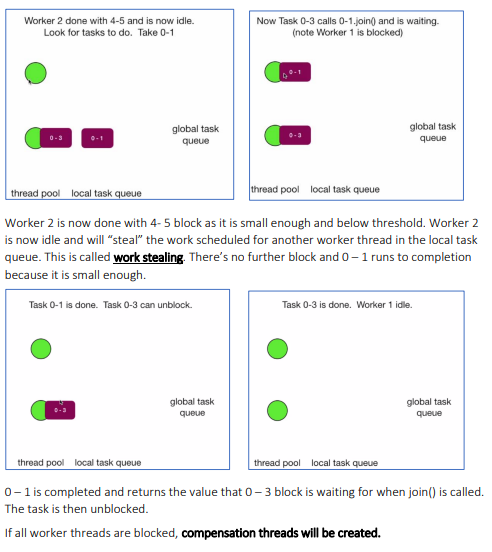 Worker 2 done with 4-5 and is now idle.
Look for tasks to do. Take 0-1
0 - 3
0 - 1
global task
queue
thread pool local task queue
Now Task 0-3 calls 0-1.join() and is waiting.
(note Worker 1 is blocked)
0 - 1
0 - 3
global task
queue
thread pool local task queue
Worker 2 is now done with 4- 5 block as it is small enough and below threshold. Worker 2
is now idle and will “steal” the work scheduled for another worker thread in the local task
queue. This is called work stealing. There’s no further block and 0 – 1 runs to completion
because it is small enough.
Task 0-1 is done. Task 0-3 can unblock.
0 - 3
global task
queue
thread pool local task queue
Task 0-3 is done. Worker 1 idle.
global task
queue
thread pool local task queue
0 – 1 is completed and returns the value that 0 – 3 block is waiting for when join() is called.
The task is then unblocked.
If all worker threads are blocked, compensation threads will be created.